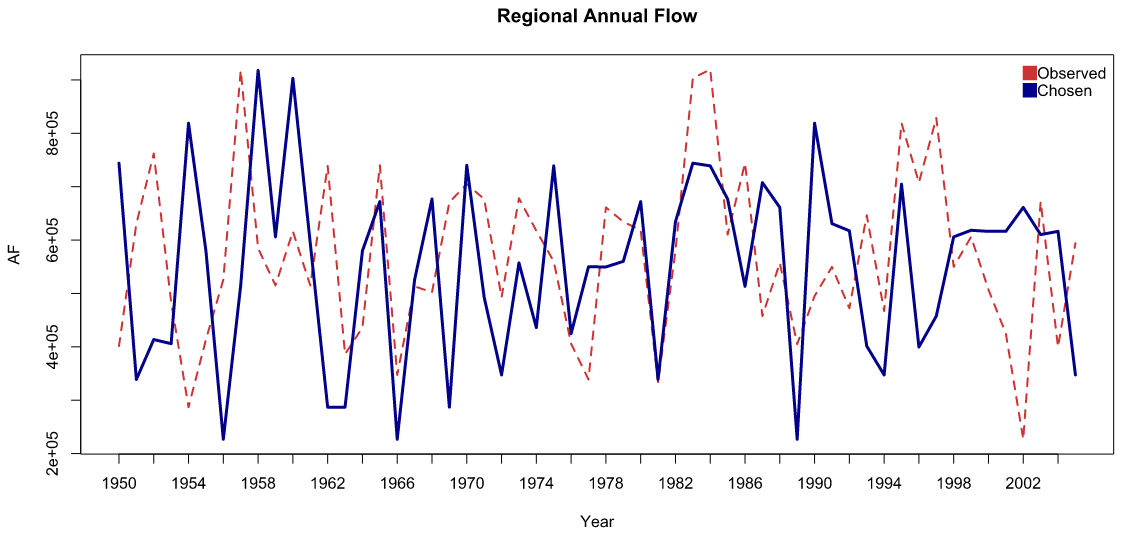 Regional Annual Flow
Observed
Chosen
AF
8e+05
6e+05
4e+05
2e+05
1950 1954 1958 1962 1966 1970 1974 1978 1982 1986 1990 1994 1998 2002
Year